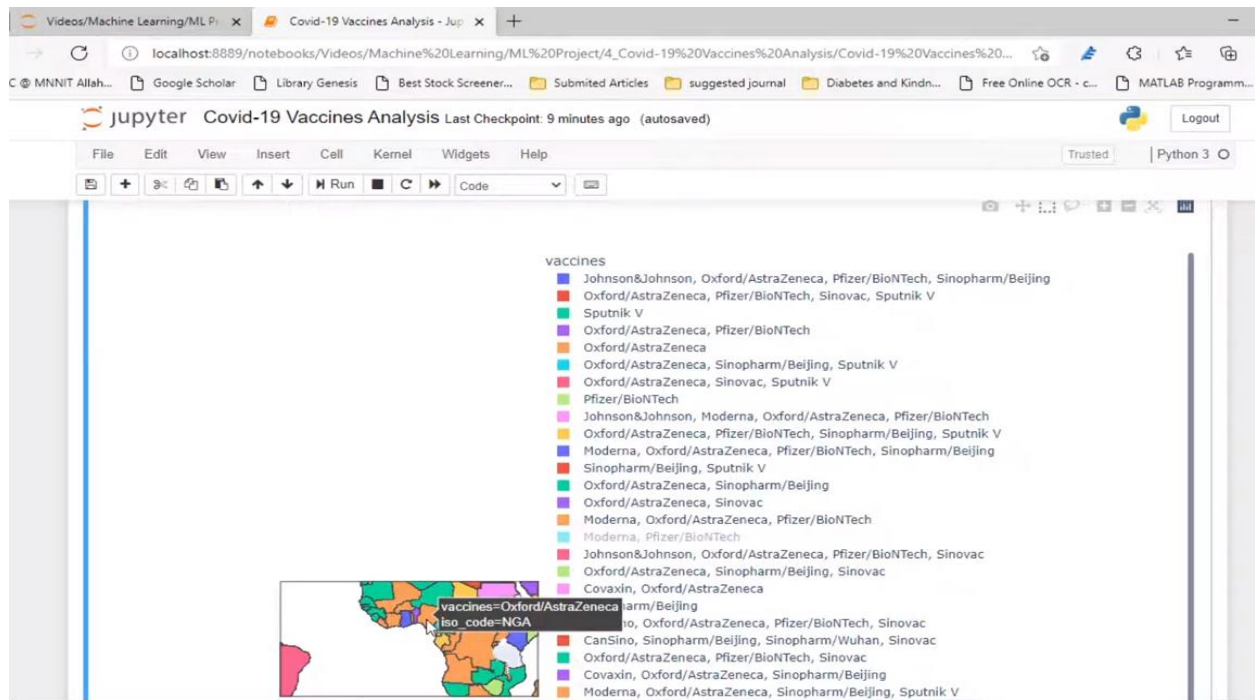 Videos/Machine Learning/ML Pr
Covid-19 Vaccines Analysis - Jup
localhost:8889/notebooks/Videos/Machine%20Learning/ML%20Project/4_Covid-19%20Vaccines%20Analysis/Covid-19%20Vaccines%20...
C @ MNNIT Allah... Google Scholar Library Genesis Best Stock Screener... Submited Articles suggested journal Diabetes and Kindn... Free Online OCR - c... MATLAB Programm...
jupyter Covid-19 Vaccines Analysis Last Checkpoint: 9 minutes ago (autosaved) Logout
File Edit View Insert Cell Kernel Widgets Help Trusted Python 3
Run Code
vaccines
Johnson&Johnson, Oxford/AstraZeneca, Pfizer/BioNTech, Sinopharm/Beijing
Oxford/AstraZeneca, Pfizer/BioNTech, Sinovac, Sputnik V
Sputnik V
Oxford/AstraZeneca, Pfizer/BioNTech
Oxford/AstraZeneca
Oxford/AstraZeneca, Sinopharm/Beijing, Sputnik V
Oxford/AstraZeneca, Sinovac, Sputnik V
Pfizer/BioNTech
Johnson&Johnson, Moderna, Oxford/AstraZeneca, Pfizer/BioNTech
Oxford/AstraZeneca, Pfizer/BioNTech, Sinopharm/Beijing, Sputnik V
Moderna, Oxford/AstraZeneca, Pfizer/BioNTech, Sinopharm/Beijing
Sinopharm/Beijing, Sputnik V
Oxford/AstraZeneca, Sinopharm/Beijing
Oxford/AstraZeneca, Sinovac
Moderna, Oxford/AstraZeneca, Pfizer/BioNTech
Moderna, Pfizer/BioNTech
Johnson&Johnson, Oxford/AstraZeneca, Pfizer/BioNTech, Sinovac
Oxford/AstraZeneca, Sinopharm/Beijing, Sinovac
Covaxin, Oxford/AstraZeneca
vaccines=Oxford/AstraZeneca
arm/Beijing
iso_code=NGA
no, Oxford/AstraZeneca, Pfizer/BioNTech, Sinovac
CanSino, Sinopharm/Beijing, Sinopharm/Wuhan, Sinovac
Oxford/AstraZeneca, Pfizer/BioNTech, Sinovac
Covaxin, Oxford/AstraZeneca, Sinopharm/Beijing
Moderna, Oxford/AstraZeneca, Sinopharm/Beijing, Sputnik V